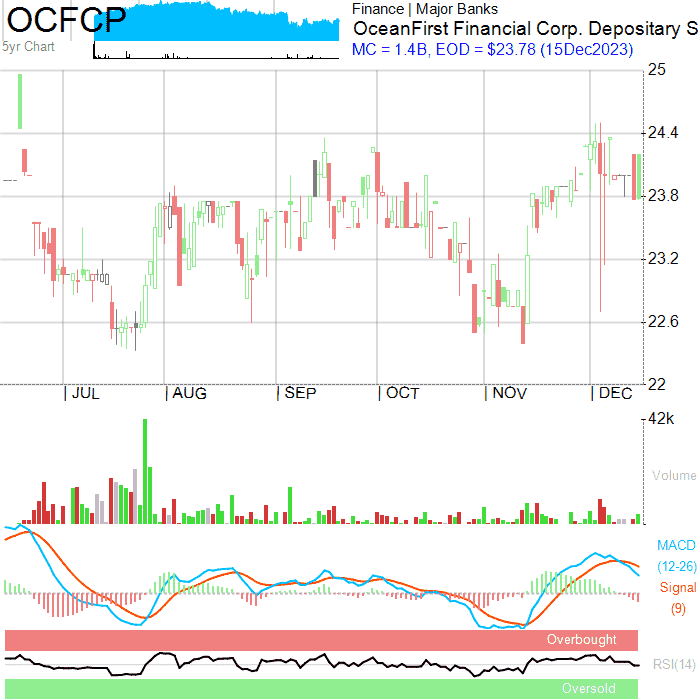 OCFCP
5yr Chart
Finance | Major Banks
OceanFirst Financial Corp. Depositary S
MC = 1.4B, EOD = $23.78 (15Dec2023)
25
24.4
23.8
23.2
22.6
22
| JUL | AUG | SEP | OCT | NOV | DEC
42k
Volume
MACD
(12-26)
Signal
(9)
Overbought
RSI(14)
Oversold